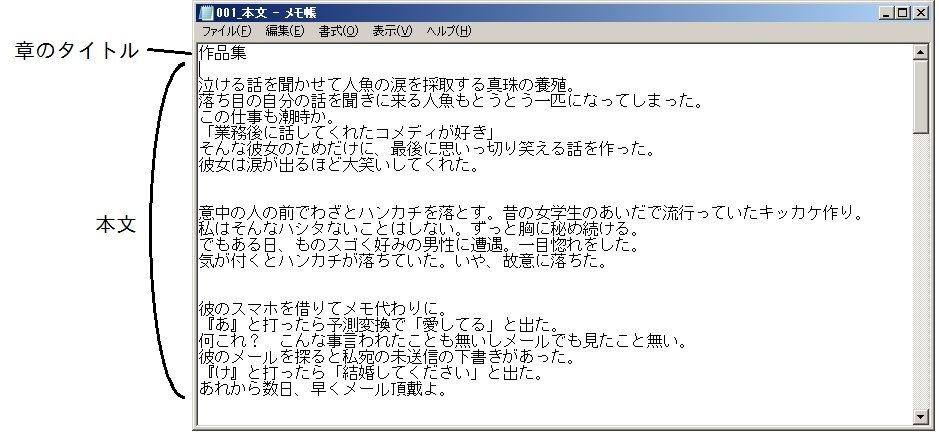 001_本文 - メモ帳
ファイル(F) 編集(E) 書式(O) 表示(V) ヘルプ(H)
章のタイトル
作品集
本文
泣ける話を聞かせて人魚の涙を採取する真珠の養殖。
落ち目の自分の話を聞きに来る人魚もとうとう一匹になってしまった。
この仕事も潮時か。
「業務後に話してくれたコメディが好き」
そんな彼女のためだけに、最後に思いっ切り笑える話を作った。
彼女は涙が出るほど大笑いしてくれた。
意中の人の前でわざとハンカチを落とす。昔の女学生のあいだで流行っていたキッカケ作り。
私はそんなハシタないことはしない。ずっと胸に秘め続ける。
でもある日、ものスゴく好みの男性に遭遇。一目惚れをした。
気が付くとハンカチが落ちていた。いや、故意に落ちた。
彼のスマホを借りてメモ代わりに。
『あ』と打ったら予測変換で「愛してる」と出た。
何これ？　こんな事言われたことも無いしメールでも見たこと無い。
彼のメールを探ると私宛の未送信の下書きがあった。
『け』と打ったら「結婚してください」と出た。
あれから数日、早くメール頂戴よ。